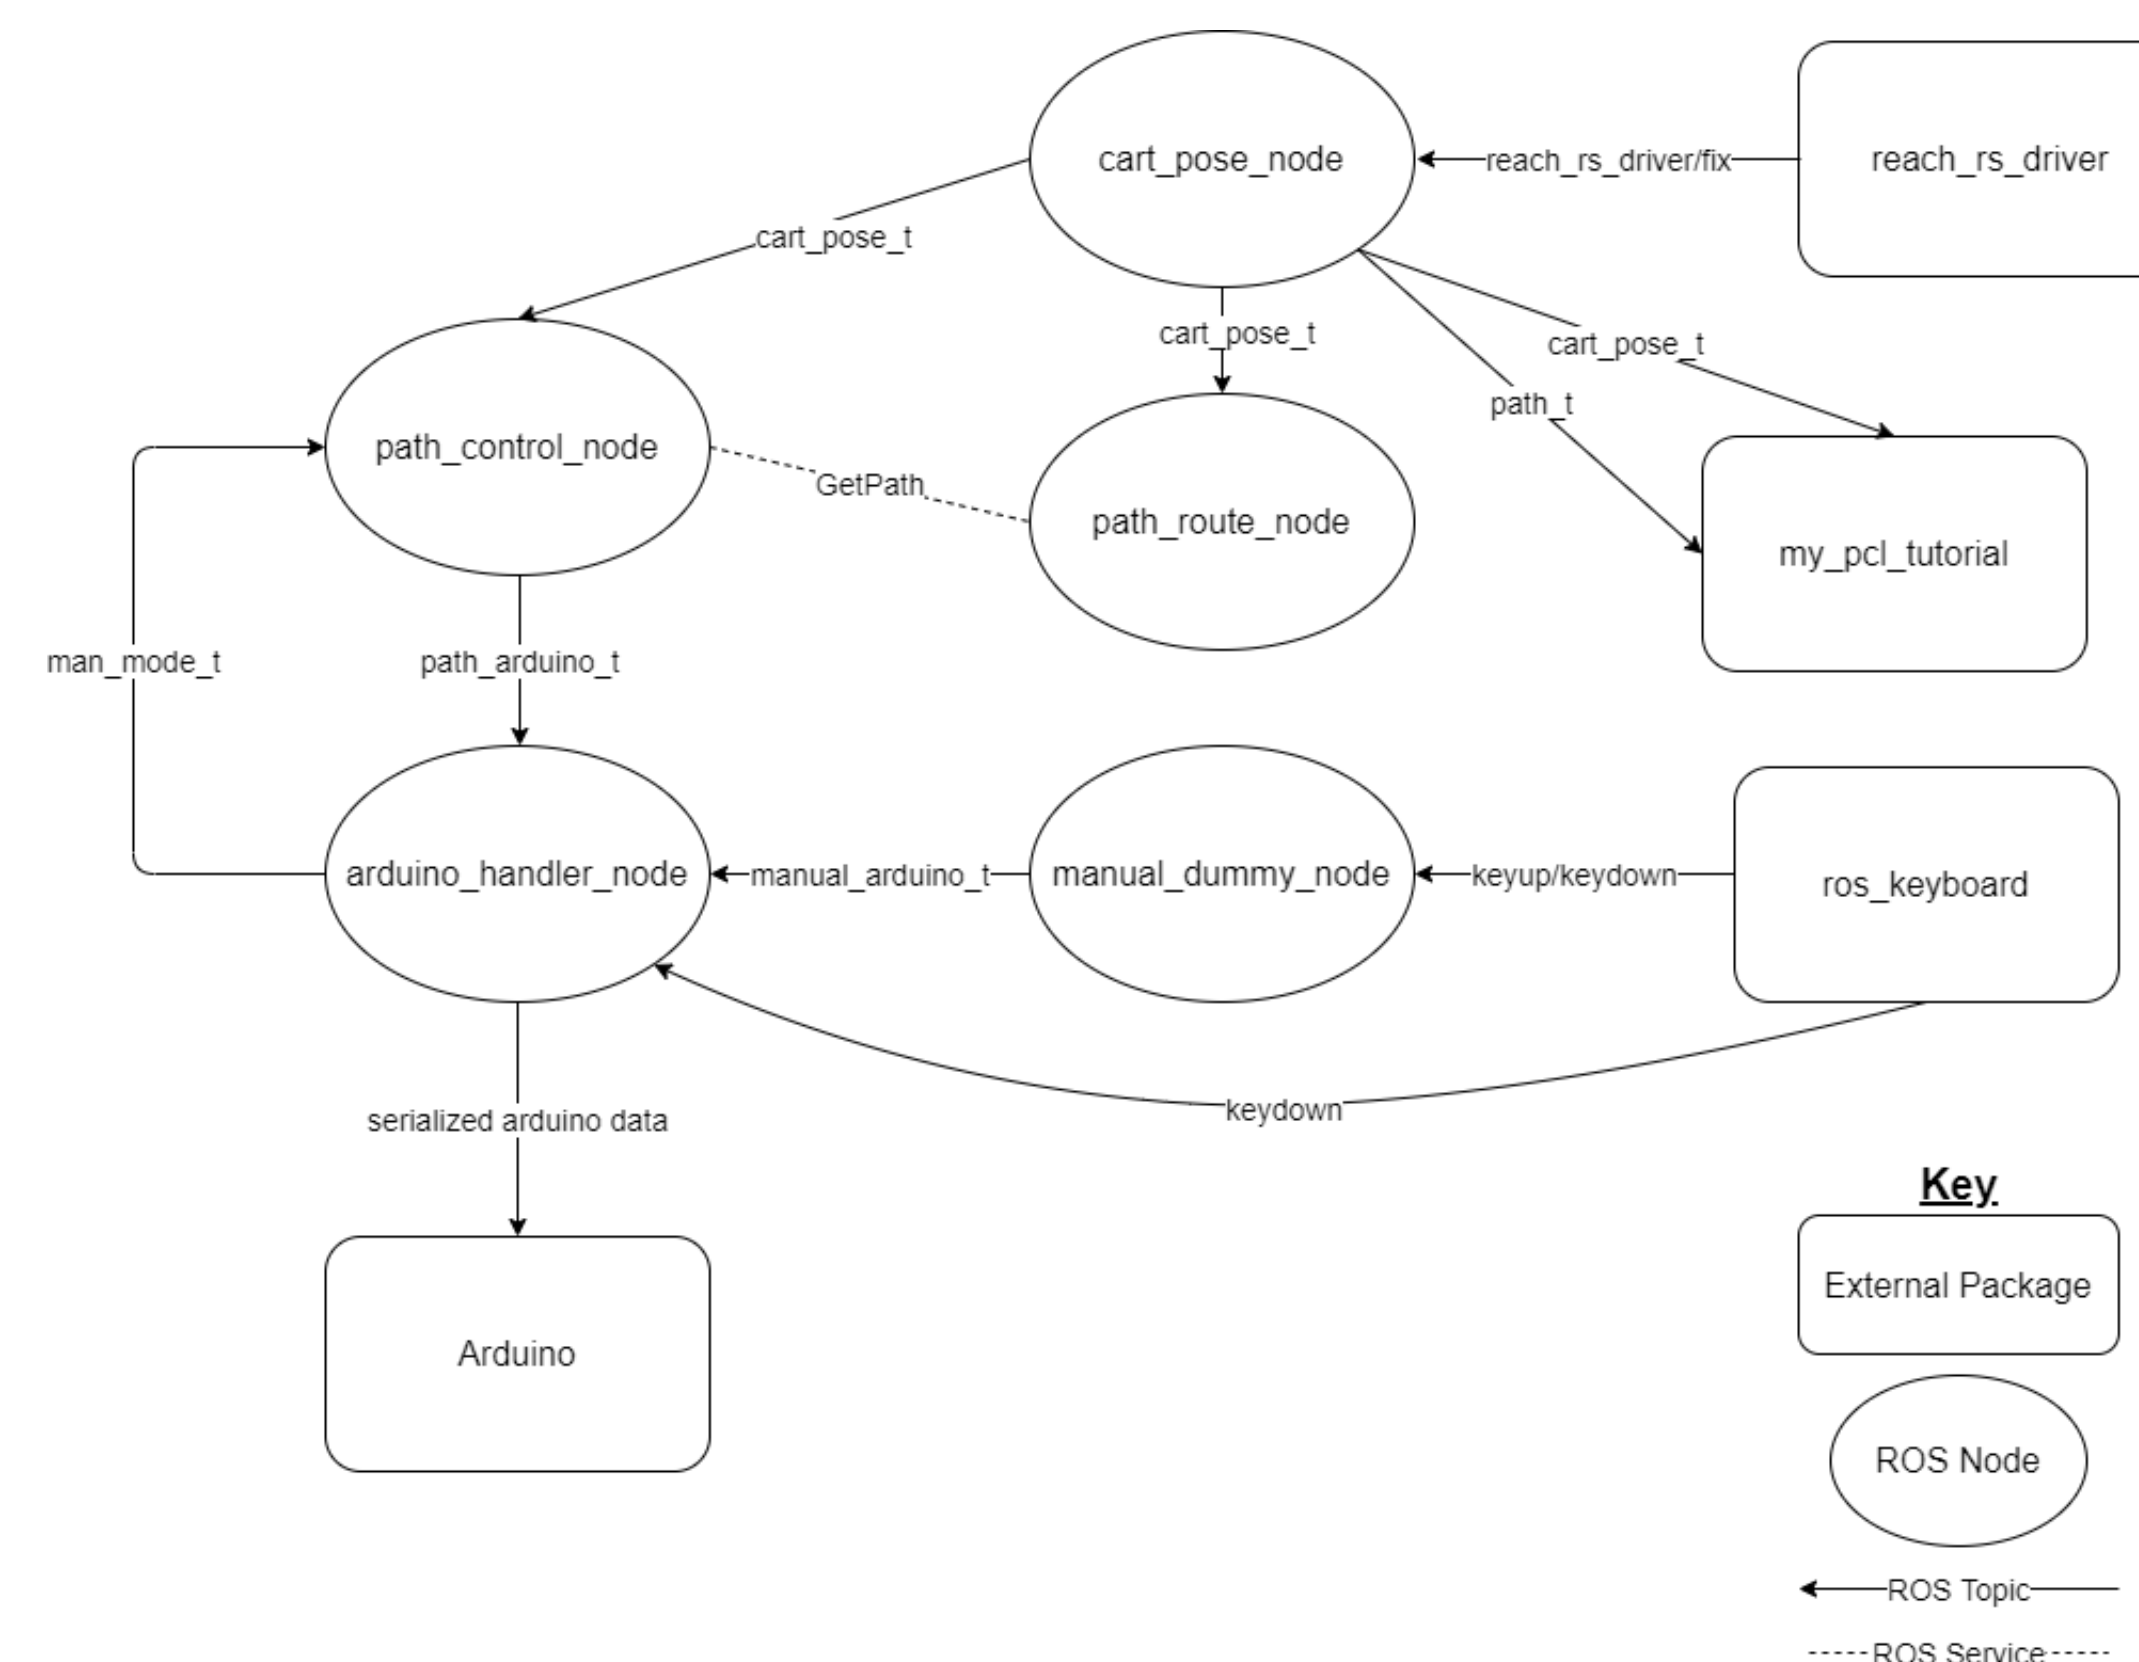 cart_pose_node
reach_rs_driver/fix
reach_rs_driver
cart_pose_t
cart_pose_t
cart_pose_t
path_t
path_control_node
GetPath
path_route_node
my_pcl_tutorial
man_mode_t
path_arduino_t
arduino_handler_node
manual_arduino_t
manual_dummy_node
keyup/keydown
ros_keyboard
keydown
serialized arduino data
Arduino
Key
External Package
ROS Node
ROS Topic
ROS Service